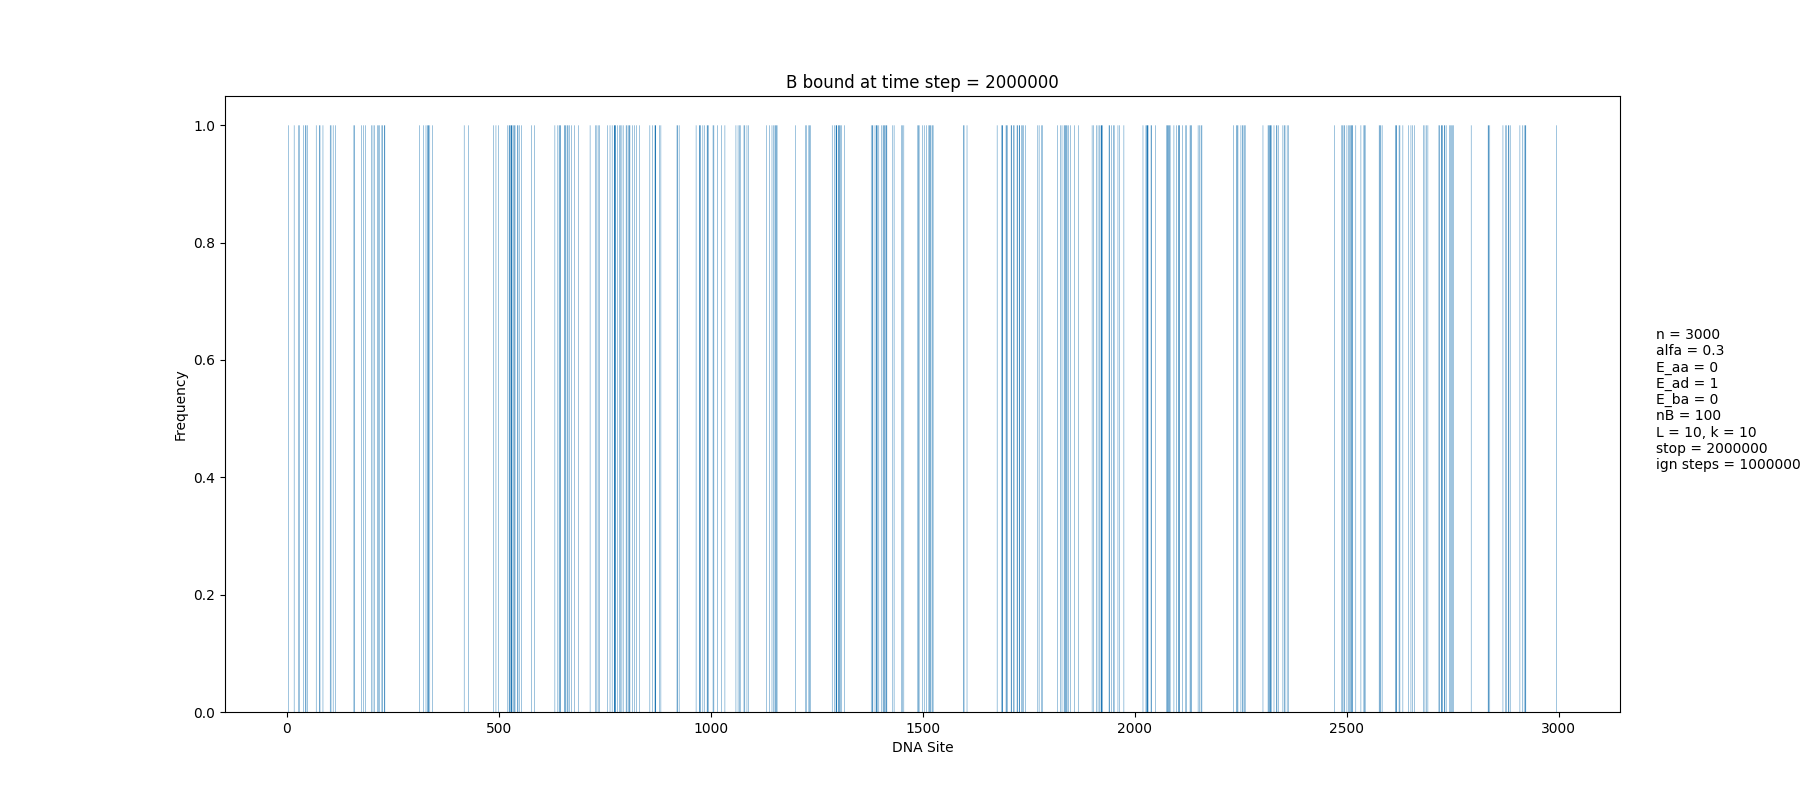 B bound at time step = 2000000
1.0
0.8
0.6
0.4
0.2
0.0
Frequency
0 500 1000 1500 2000 2500 3000
DNA Site
n = 3000
alfa = 0.3
E_aa = 0
E_ad = 1
E_ba = 0
nB = 100
L = 10, k = 10
stop = 2000000
ign steps = 1000000